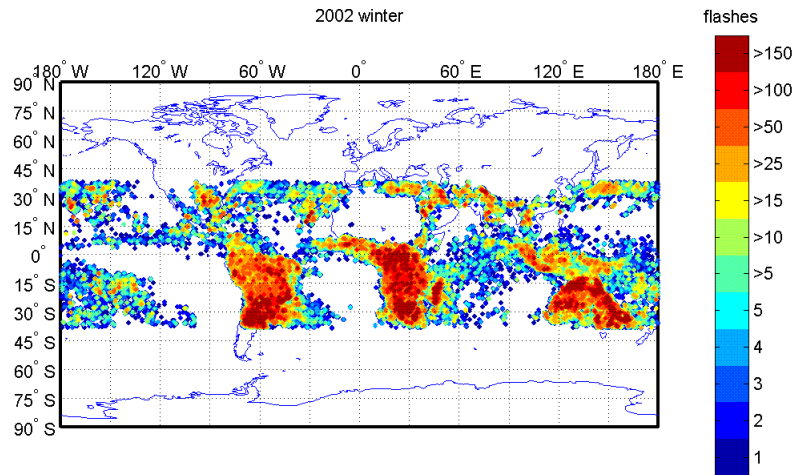 2002 winter
flashes
180° W 120° W 60° W 0° 60° E 120° E 180° E
90° N
75° N
60° N
45° N
30° N
15° N
0°
15° S
30° S
45° S
60° S
75° S
90° S
>150
>100
>50
>25
>15
>10
>5
5
4
3
2
1